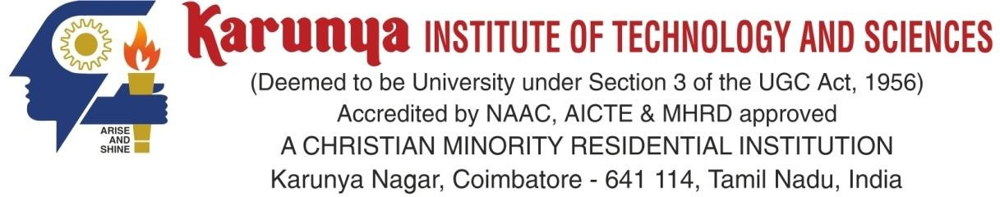 Karunya INSTITUTE OF TECHNOLOGY AND SCIENCES
(Deemed to be University under Section 3 of the UGC Act, 1956)
Accredited by NAAC, AICTE & MHRD approved
A CHRISTIAN MINORITY RESIDENTIAL INSTITUTION
Karunya Nagar, Coimbatore - 641 114, Tamil Nadu, India
ARISE
AND
SHINE